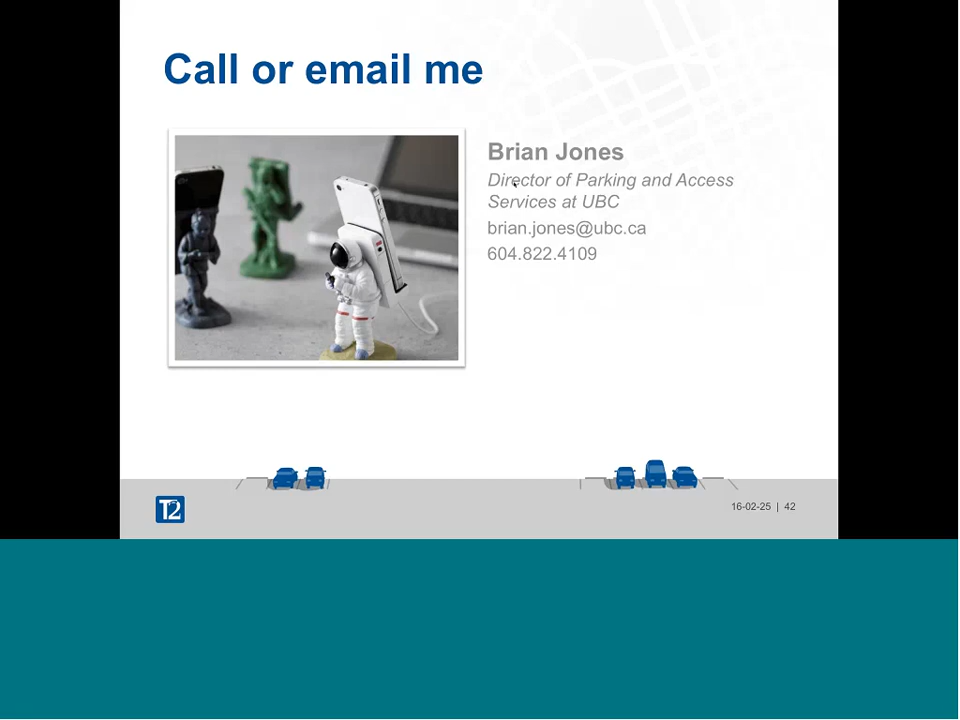 Call or email me
Brian Jones
Director of Parking and Access
Services at UBC
brian.jones@ubc.ca
604.822.4109
T2
16-02-25 | 42